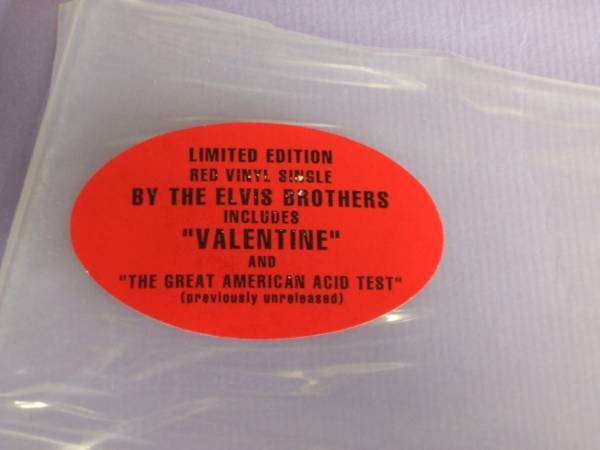 LIMITED EDITION
RED VINYL SINGLE
BY THE ELVIS BROTHERS
INCLUDES
"VALENTINE"
AND
"THE GREAT AMERICAN ACID TEST"
(previously unreleased)